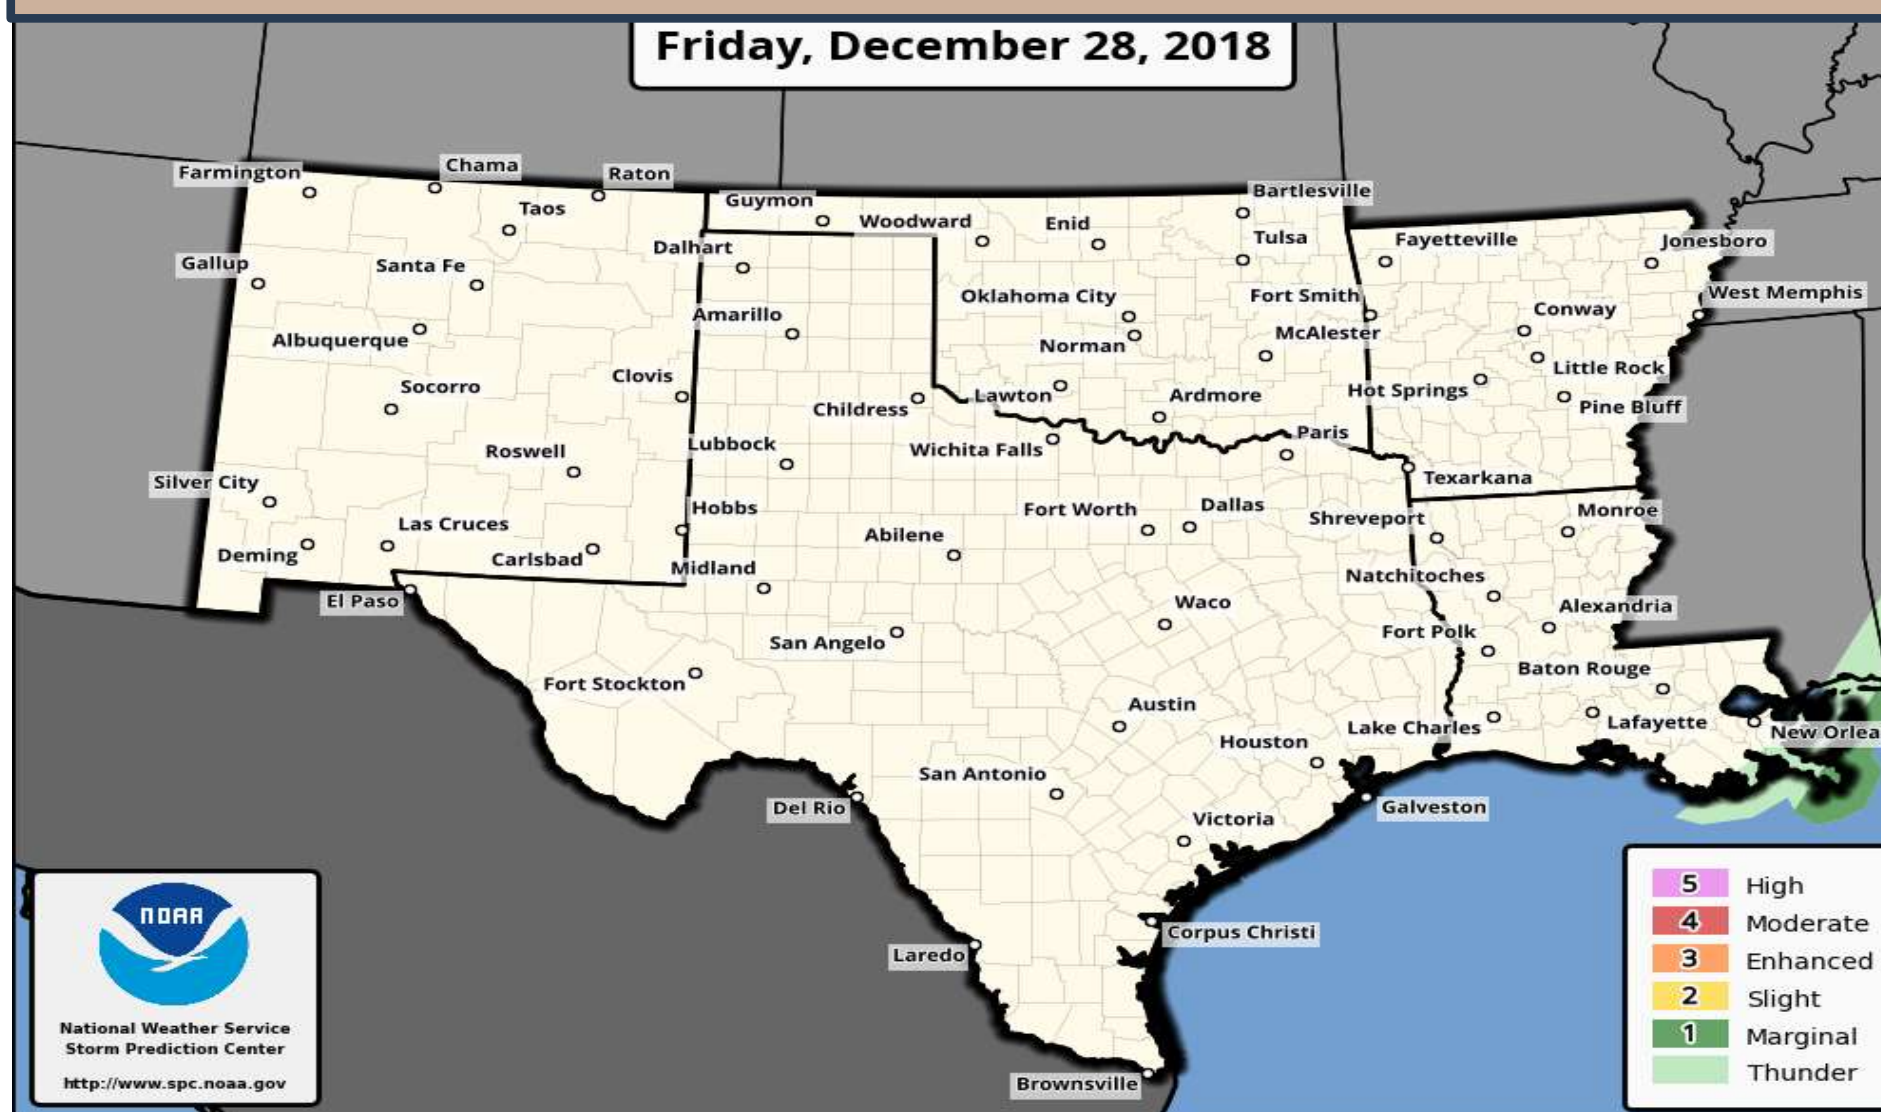 Friday, December 28, 2018
Farmington
Chama
Raton
Taos
Guymon
Woodward
Enid
Bartlesville
Tulsa
Dalhart
Fayetteville
Jonesboro
Gallup
Santa Fe
Oklahoma City
Fort Smith
West Memphis
Amarillo
Conway
Albuquerque
Norman
McAlester
Little Rock
Socorro
Clovis
Childress
Lawton
Ardmore
Hot Springs
Pine Bluff
Roswell
Lubbock
Wichita Falls
Paris
Silver City
Texarkana
Las Cruces
Hobbs
Abilene
Fort Worth
Dallas
Shreveport
Monroe
Deming
Carlsbad
Midland
Natchitoches
El Paso
Waco
Alexandria
San Angelo
Fort Polk
Fort Stockton
Baton Rouge
Austin
Houston
Lake Charles
Lafayette
New Orlea
San Antonio
Del Rio
Galveston
Victoria
Corpus Christi
Laredo
Brownsville
NOAA
National Weather Service
Storm Prediction Center
http://www.spc.noaa.gov
5 High
4 Moderate
3 Enhanced
2 Slight
1 Marginal
Thunder